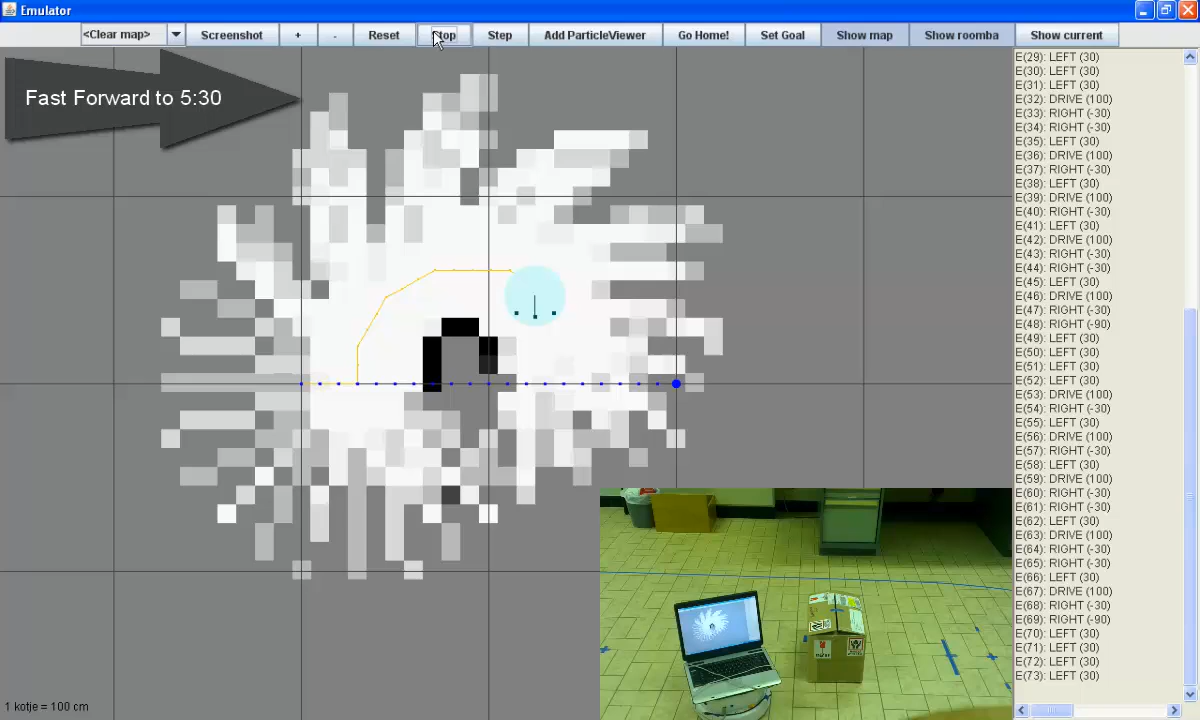 Emulator
<Clear map>
Screenshot
+
-
Reset
Stop
Step
Add ParticleViewer
Go Home!
Set Goal
Show map
Show roomba
Show current
Fast Forward to 5:30
E(29): LEFT (30)
E(30): LEFT (30)
E(31): LEFT (30)
E(32): DRIVE (100)
E(33): RIGHT (-30)
E(34): RIGHT (-30)
E(35): LEFT (30)
E(36): DRIVE (100)
E(37): RIGHT (-30)
E(38): LEFT (30)
E(39): DRIVE (100)
E(40): RIGHT (-30)
E(41): LEFT (30)
E(42): DRIVE (100)
E(43): RIGHT (-30)
E(44): RIGHT (-30)
E(45): LEFT (30)
E(46): DRIVE (100)
E(47): RIGHT (-30)
E(48): RIGHT (-90)
E(49): LEFT (30)
E(50): LEFT (30)
E(51): LEFT (30)
E(52): LEFT (30)
E(53): DRIVE (100)
E(54): RIGHT (-30)
E(55): LEFT (30)
E(56): DRIVE (100)
E(57): RIGHT (-30)
E(58): LEFT (30)
E(59): DRIVE (100)
E(60): RIGHT (-30)
E(61): RIGHT (-30)
E(62): LEFT (30)
E(63): DRIVE (100)
E(64): RIGHT (-30)
E(65): RIGHT (-30)
E(66): LEFT (30)
E(67): DRIVE (100)
E(68): RIGHT (-30)
E(69): RIGHT (-90)
E(70): LEFT (30)
E(71): LEFT (30)
E(72): LEFT (30)
E(73): LEFT (30)
1 kotje = 100 cm